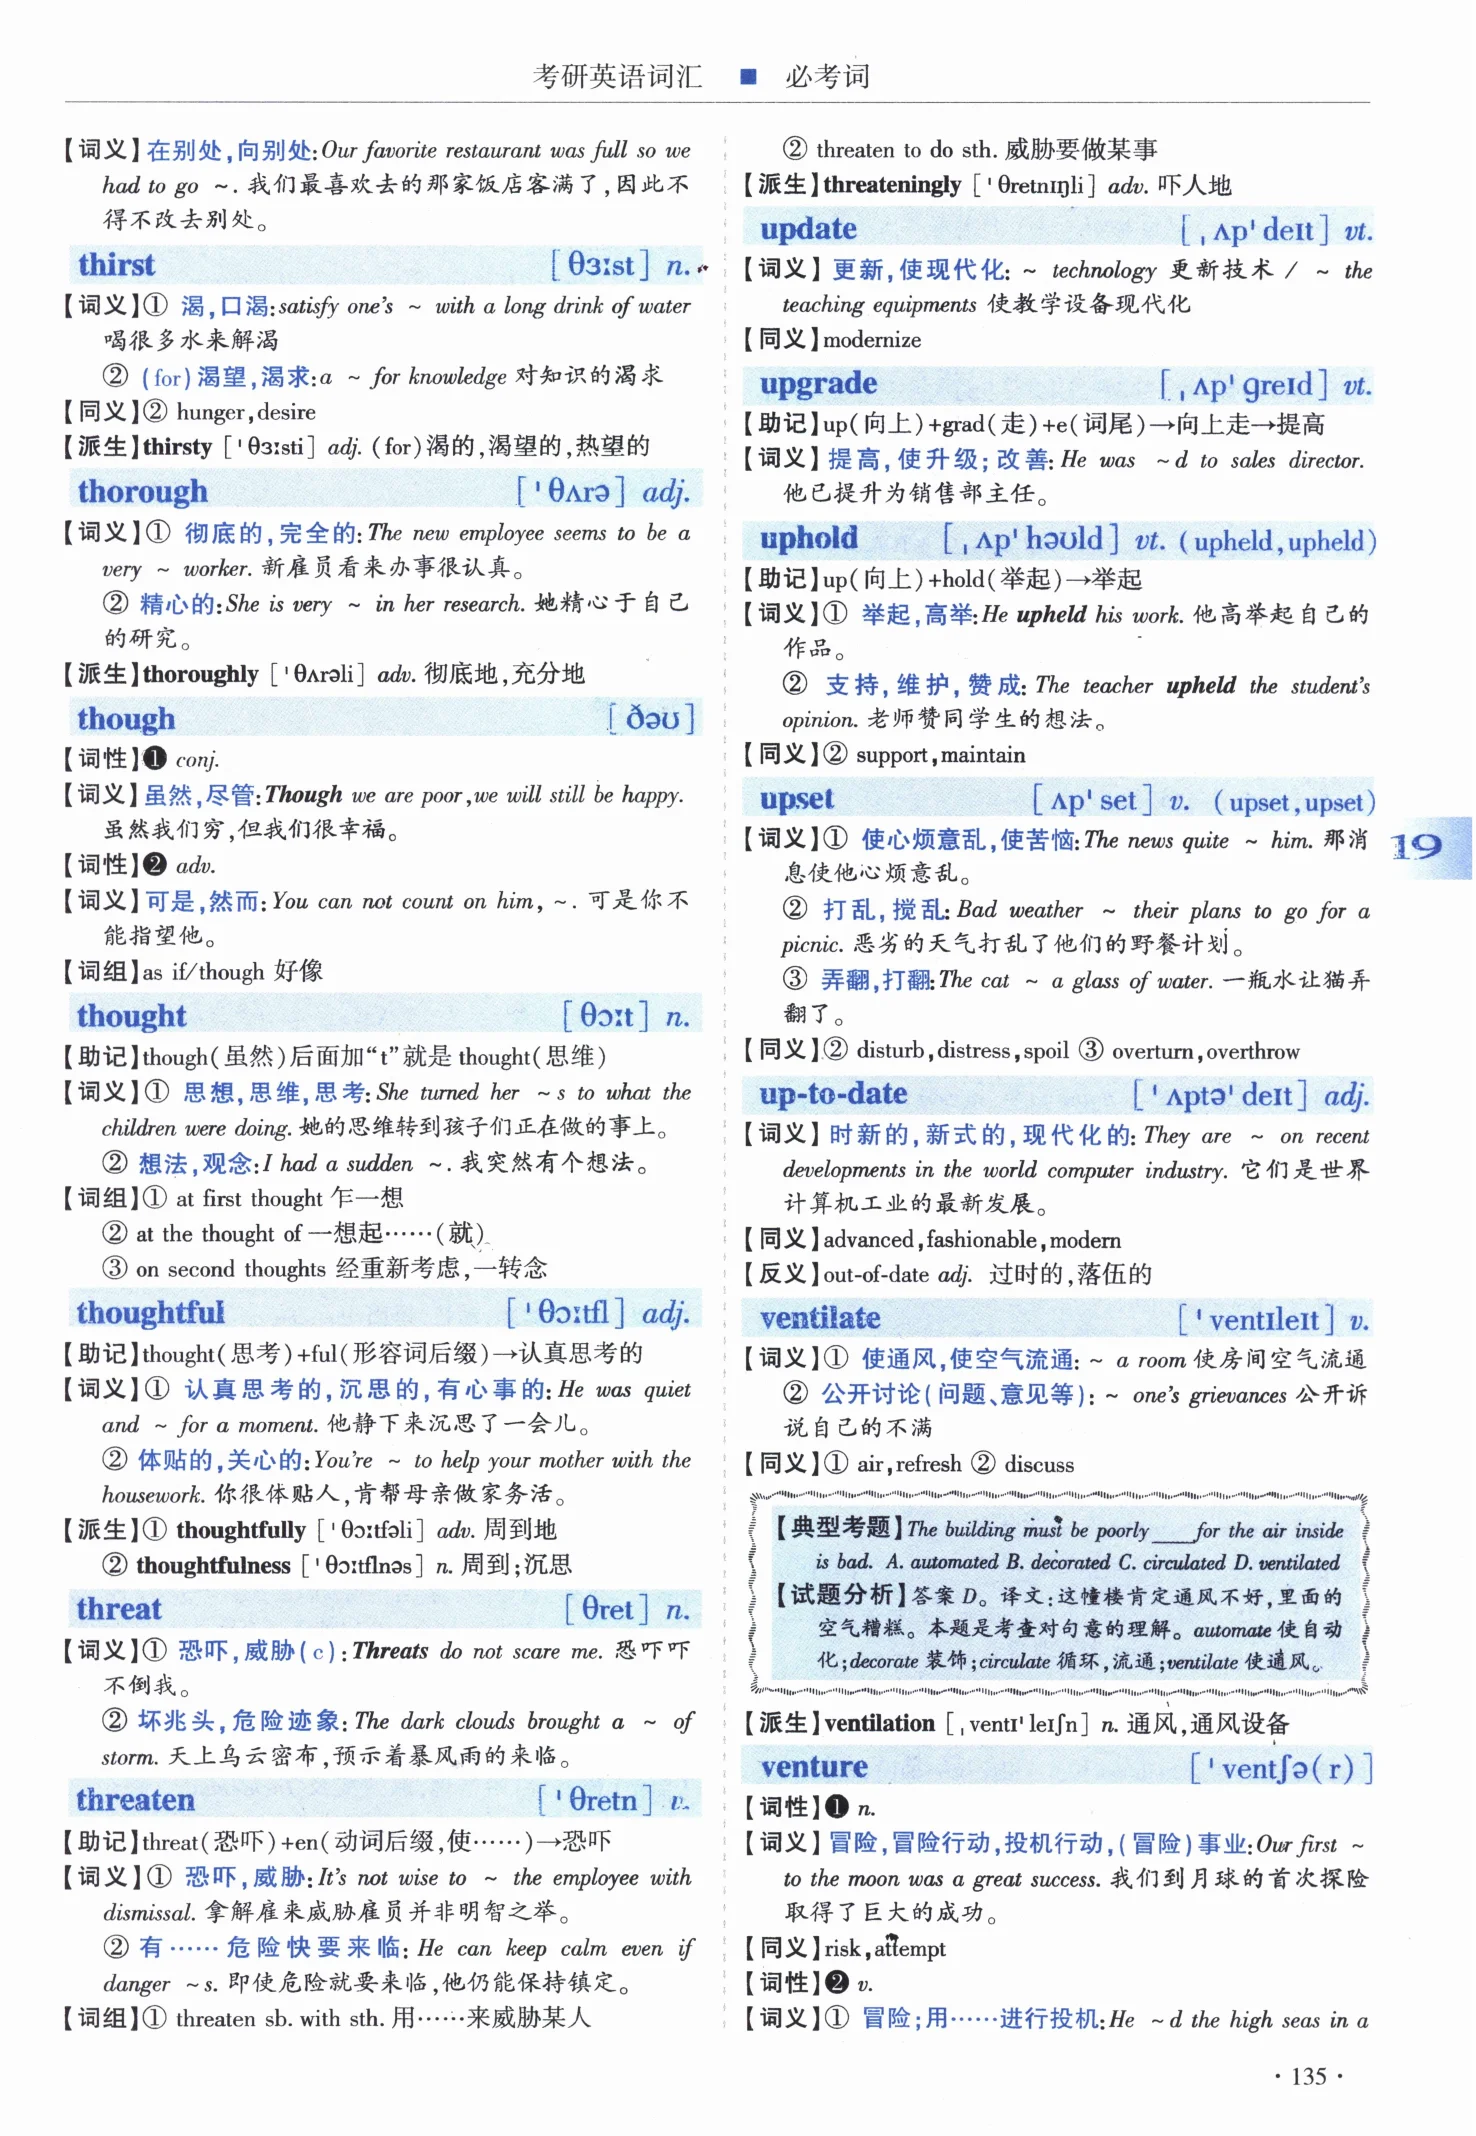 考研英语词汇 ■ 必考词
【词义】在别处,向别处:Our favorite restaurant was full so we
had to go ~. 我们最喜欢去的那家饭店客满了,因此不
得不改去别处。
thirst [θɜːst] n.
【词义】① 渴,口渴:satisfy one's ~ with a long drink of water
喝很多水来解渴
② (for)渴望,渴求:a ~ for knowledge 对知识的渴求
【同义】② hunger,desire
【派生】thirsty [ˈθɜːsti] adj. (for)渴的,渴望的,热望的
thorough [ˈθʌrə] adj.
【词义】① 彻底的,完全的:The new employee seems to be a
very ~ worker. 新雇员看来办事很认真。
② 精心的:She is very ~ in her research. 她精心于自己
的研究。
【派生】thoroughly [ˈθʌrəli] adv. 彻底地,充分地
though [ðəʊ]
【词性】❶ conj.
【词义】虽然,尽管:Though we are poor,we will still be happy.
虽然我们穷,但我们很幸福。
【词性】❷ adv.
【词义】可是,然而:You can not count on him, ~. 可是你不
能指望他。
【词组】as if/though 好像
thought [θɔːt] n.
【助记】though(虽然)后面加“t”就是 thought(思维)
【词义】① 思想,思维,思考:She turned her ~s to what the
children were doing. 她的思维转到孩子们正在做的事上。
② 想法,观念:I had a sudden ~. 我突然有个想法。
【词组】① at first thought 乍一想
② at the thought of 一想起……(就)
③ on second thoughts 经重新考虑,一转念
thoughtful [ˈθɔːtfl] adj.
【助记】thought(思考)+ful(形容词后缀)→认真思考的
【词义】① 认真思考的,沉思的,有心事的:He was quiet
and ~ for a moment. 他静下来沉思了一会儿。
② 体贴的,关心的:You're ~ to help your mother with the
housework. 你很体贴人,肯帮母亲做家务活。
【派生】① thoughtfully [ˈθɔːtfəli] adv. 周到地
② thoughtfulness [ˈθɔːtflnəs] n. 周到;沉思
threat [θret] n.
【词义】① 恐吓,威胁(c):Threats do not scare me. 恐吓吓
不倒我。
② 坏兆头,危险迹象:The dark clouds brought a ~ of
storm. 天上乌云密布,预示着暴风雨的来临。
threaten [ˈθretn] v.
【助记】threat(恐吓)+en(动词后缀,使……)→恐吓
【词义】① 恐吓,威胁:It's not wise to ~ the employee with
dismissal. 拿解雇来威胁雇员并非明智之举。
② 有……危险快要来临:He can keep calm even if
danger ~s. 即使危险就要来临,他仍能保持镇定。
【词组】① threaten sb. with sth. 用……来威胁某人
② threaten to do sth. 威胁要做某事
【派生】threateningly [ˈθretnɪŋli] adv. 吓人地
update [ˌʌpˈdeɪt] vt.
【词义】更新,使现代化: ~ technology 更新技术 / ~ the
teaching equipments 使教学设备现代化
【同义】modernize
upgrade [ˌʌpˈɡreɪd] vt.
【助记】up(向上)+grad(走)+e(词尾)→向上走→提高
【词义】提高,使升级;改善:He was ~d to sales director.
他已提升为销售部主任。
uphold [ˌʌpˈhəʊld] vt. (upheld,upheld)
【助记】up(向上)+hold(举起)→举起
【词义】① 举起,高举:He upheld his work. 他高举起自己的
作品。
② 支持,维护,赞成:The teacher upheld the student's
opinion. 老师赞同学生的想法。
【同义】② support,maintain
upset [ʌpˈset] v. (upset,upset)
【词义】① 使心烦意乱,使苦恼:The news quite ~ him. 那消
息使他心烦意乱。
② 打乱,搅乱:Bad weather ~ their plans to go for a
picnic. 恶劣的天气打乱了他们的野餐计划。
③ 弄翻,打翻:The cat ~ a glass of water. 一瓶水让猫弄
翻了。
【同义】② disturb,distress,spoil ③ overturn,overthrow
up-to-date [ˈʌptəˈdeɪt] adj.
【词义】时新的,新式的,现代化的:They are ~ on recent
developments in the world computer industry. 它们是世界
计算机工业的最新发展。
【同义】advanced,fashionable,modern
【反义】out-of-date adj. 过时的,落伍的
ventilate [ˈventɪleɪt] v.
【词义】① 使通风,使空气流通: ~ a room 使房间空气流通
② 公开讨论(问题、意见等): ~ one's grievances 公开诉
说自己的不满
【同义】① air,refresh ② discuss
【典型考题】The building must be poorly ___ for the air inside
is bad. A. automated B. decorated C. circulated D. ventilated
【试题分析】答案 D。译文:这幢楼肯定通风不好,里面的
空气糟糕。本题是考查对句意的理解。automate 使自动
化;decorate 装饰;circulate 循环,流通;ventilate 使通风。
【派生】ventilation [ˌventɪˈleɪʃn] n. 通风,通风设备
venture [ˈventʃə(r)]
【词性】❶ n.
【词义】冒险,冒险行动,投机行动,(冒险)事业:Our first ~
to the moon was a great success. 我们到月球的首次探险
取得了巨大的成功。
【同义】risk,attempt
【词性】❷ v.
【词义】① 冒险;用……进行投机:He ~d the high seas in a
19
· 135 ·